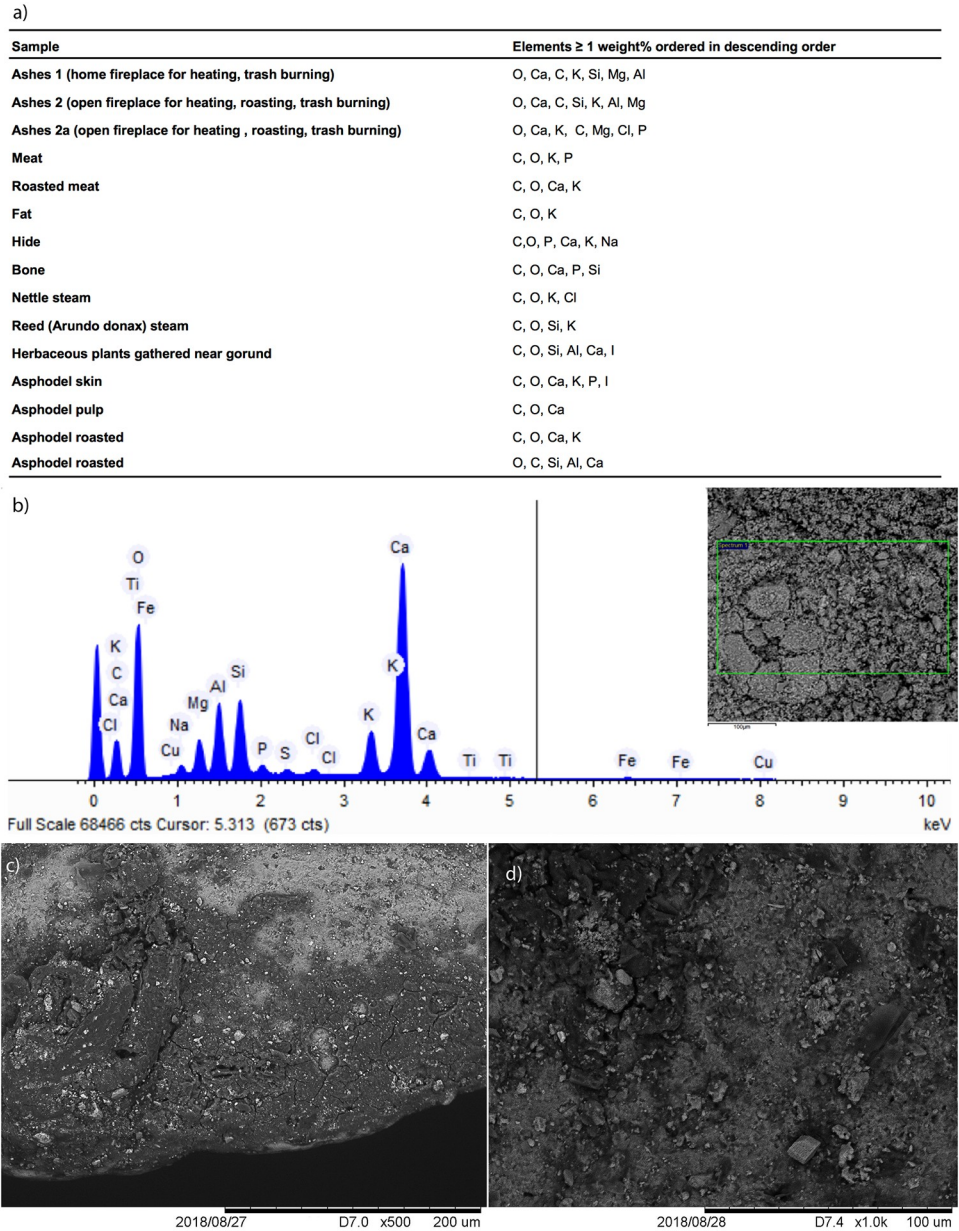 a)
Sample Elements ≥ 1 weight% ordered in descending order
Ashes 1 (home fireplace for heating, trash burning) O, Ca, C, K, Si, Mg, Al
Ashes 2 (open fireplace for heating, roasting, trash burning) O, Ca, C, Si, K, Al, Mg
Ashes 2a (open fireplace for heating , roasting, trash burning) O, Ca, K, C, Mg, Cl, P
Meat C, O, K, P
Roasted meat C, O, Ca, K
Fat C, O, K
Hide C,O, P, Ca, K, Na
Bone C, O, Ca, P, Si
Nettle steam C, O, K, Cl
Reed (Arundo donax) steam C, O, Si, K
Herbaceous plants gathered near gorund C, O, Si, Al, Ca, I
Asphodel skin C, O, Ca, K, P, I
Asphodel pulp C, O, Ca
Asphodel roasted C, O, Ca, K
Asphodel roasted O, C, Si, Al, Ca
b)
Spectrum 1
100µm
O
Ca
Ti
Fe
K
C
K
Si
Ca
Al
Cl
Na
Mg
K
Cu
P
S
Cl
Cl
Ca
Ti
Ti
Fe
Fe
Cu
0 1 2 3 4 5 6 7 8 9 10
Full Scale 68466 cts Cursor: 5.313 (673 cts) keV
c)
d)
2018/08/27 D7.0 x500 200 um
2018/08/28 D7.4 x1.0k 100 um